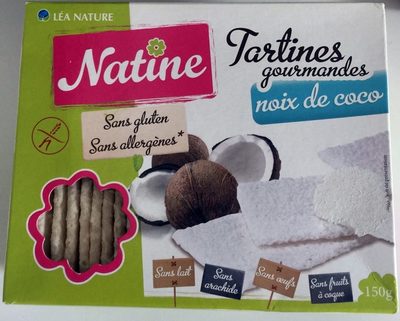 LÉA NATURE
Natine
Tartines
gourmandes
noix de coco
Sans gluten
Sans allergènes*
Sans lait
Sans
arachide
Sans œufs
Sans fruits
à coque
150g